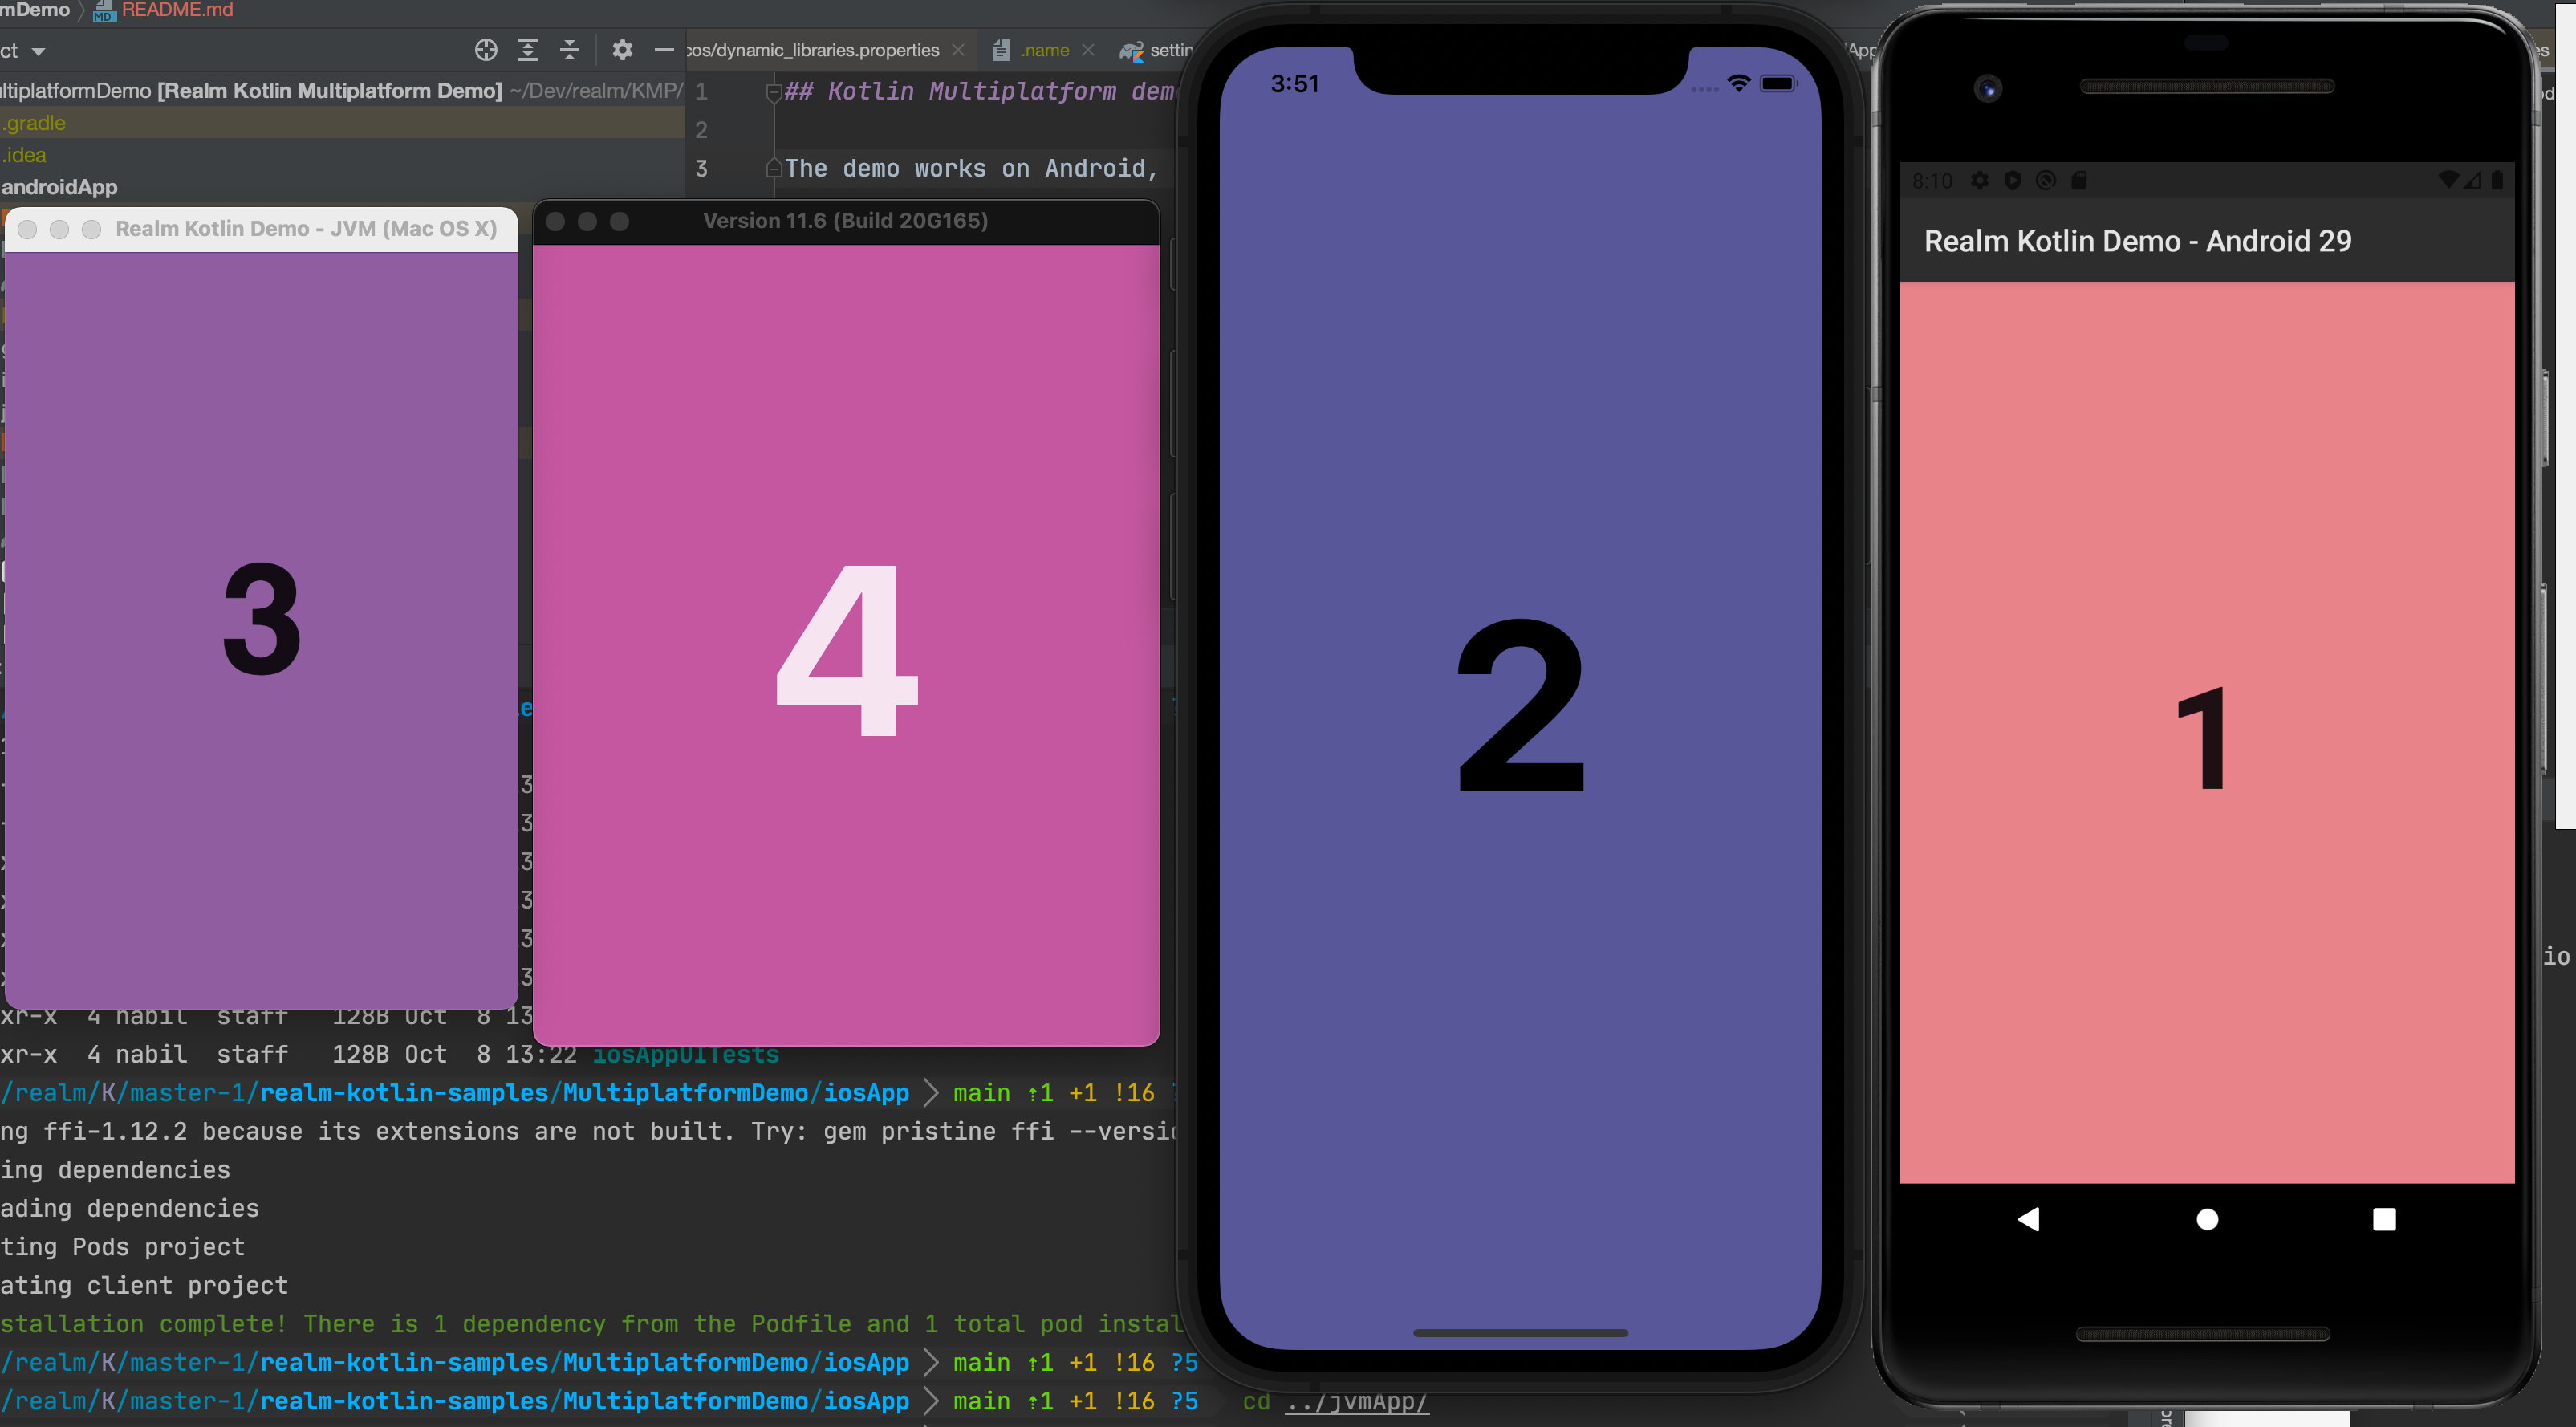 mDemo README.md
ct
cos/dynamic_libraries.properties .name settin
ltiplatformDemo [Realm Kotlin Multiplatform Demo] ~/Dev/realm/KMP/
.gradle
.idea
androidApp
1 ## Kotlin Multiplatform dem
2
3 The demo works on Android,
Realm Kotlin Demo - JVM (Mac OS X)
3
Version 11.6 (Build 20G165)
4
3:51
2
8:10
Realm Kotlin Demo - Android 29
1
io
xr-x 4 nabil staff 128B Oct 8 13
xr-x 4 nabil staff 128B Oct 8 13:22 iosAppUITests
/realm/K/master-1/realm-kotlin-samples/MultiplatformDemo/iosApp main ⇡1 +1 !16
ng ffi-1.12.2 because its extensions are not built. Try: gem pristine ffi --versio
ing dependencies
ading dependencies
ting Pods project
ating client project
stallation complete! There is 1 dependency from the Podfile and 1 total pod instal
/realm/K/master-1/realm-kotlin-samples/MultiplatformDemo/iosApp main ⇡1 +1 !16 ?5
/realm/K/master-1/realm-kotlin-samples/MultiplatformDemo/iosApp main ⇡1 +1 !16 ?5 cd ../jvmApp/